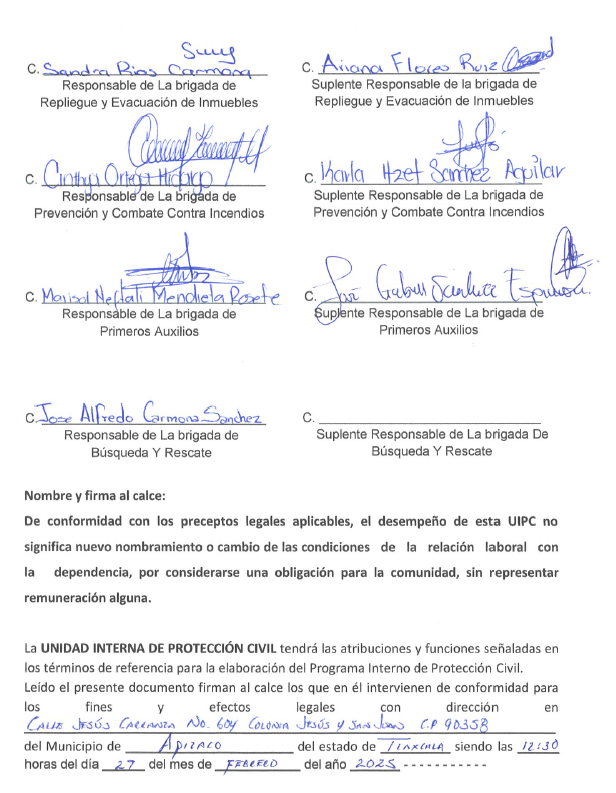 C. Sandra Rios Carmona
Responsable de La brigada de
Repliegue y Evacuación de Inmuebles
C. Ariana Flores Ruiz
Suplente Responsable de la brigada de
Repliegue y Evacuación de Inmuebles
C. Cinthya Ortega Hidalgo
Responsable de La brigada de
Prevención y Combate Contra Incendios
C. Karla Itzel Sanchez Aguilar
Suplente Responsable de La brigada de
Prevención y Combate Contra Incendios
C. Marisol Neftali Mendieta Rosete
Responsable de La brigada de
Primeros Auxilios
C. José Gabriel Sánchez Espinosa.
Suplente Responsable de La brigada de
Primeros Auxilios
C. Jose Alfredo Carmona Sanchez
Responsable de La brigada de
Búsqueda Y Rescate
C.
Suplente Responsable de La brigada De
Búsqueda Y Rescate
Nombre y firma al calce:
De conformidad con los preceptos legales aplicables, el desempeño de esta UIPC no
significa nuevo nombramiento o cambio de las condiciones de la relación laboral con
la dependencia, por considerarse una obligación para la comunidad, sin representar
remuneración alguna.
La UNIDAD INTERNA DE PROTECCIÓN CIVIL tendrá las atribuciones y funciones señaladas en
los términos de referencia para la elaboración del Programa Interno de Protección Civil.
Leído el presente documento firman al calce los que en él intervienen de conformidad para
los fines y efectos legales con dirección en
CALLE JESÚS CARRANZA No. 604 COLONIA JESÚS Y SAN JUAN C.P 90358
del Municipio de APIZACO del estado de TLAXCALA siendo las 12:30
horas del día 27 del mes de FEBRERO del año 2025 - - - - - - - - - - -